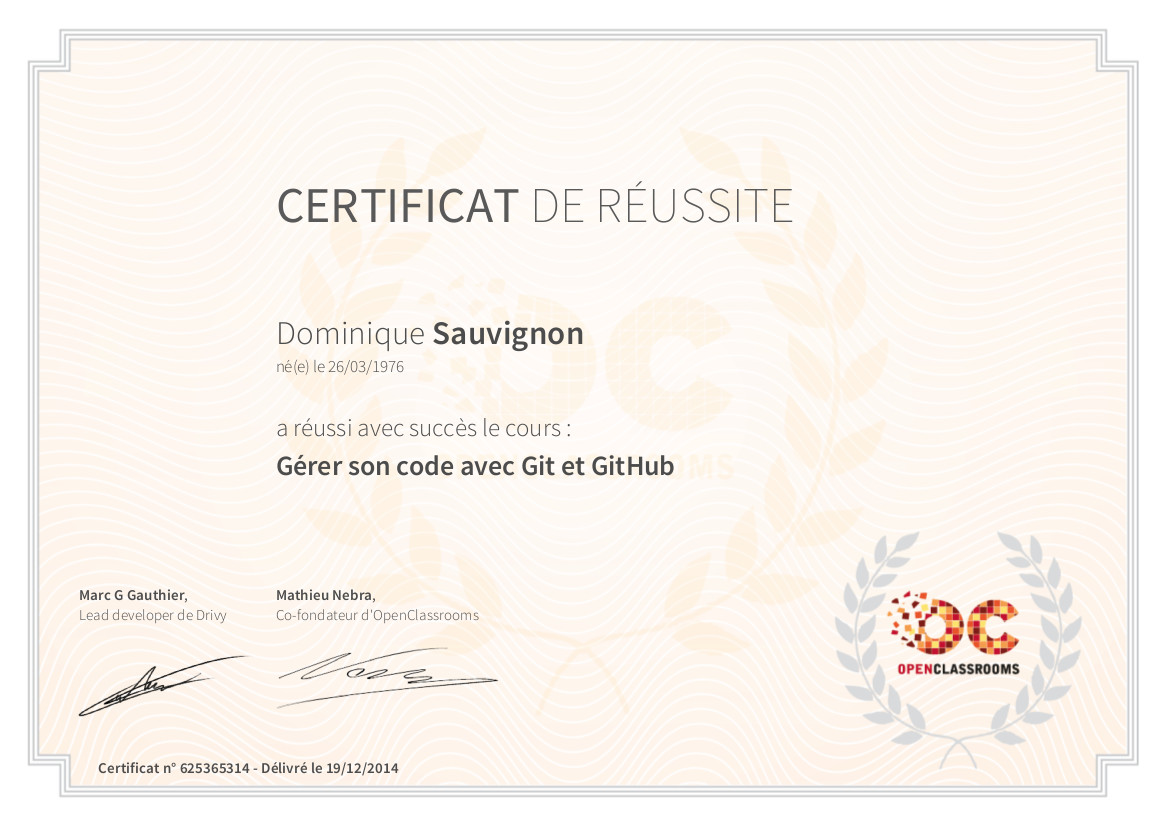 CERTIFICAT DE RÉUSSITE
Dominique Sauvignon
né(e) le 26/03/1976
a réussi avec succès le cours :
Gérer son code avec Git et GitHub
Marc G Gauthier,
Lead developer de Drivy
Mathieu Nebra,
Co-fondateur d'OpenClassrooms
OC
OPENCLASSROOMS
Certificat n° 625365314 - Délivré le 19/12/2014